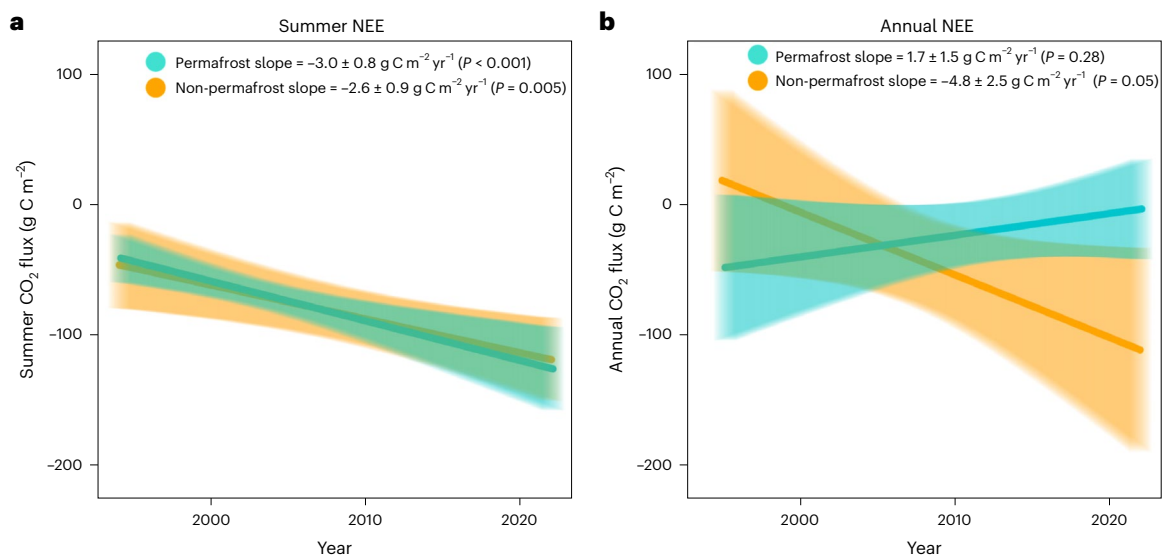 a
Summer NEE
Permafrost slope = −3.0 ± 0.8 g C m⁻² yr⁻¹ (P < 0.001)
Non-permafrost slope = −2.6 ± 0.9 g C m⁻² yr⁻¹ (P = 0.005)
Summer CO₂ flux (g C m⁻²)
100
0
−100
−200
2000 2010 2020
Year
b
Annual NEE
Permafrost slope = 1.7 ± 1.5 g C m⁻² yr⁻¹ (P = 0.28)
Non-permafrost slope = −4.8 ± 2.5 g C m⁻² yr⁻¹ (P = 0.05)
Annual CO₂ flux (g C m⁻²)
100
0
−100
−200
2000 2010 2020
Year